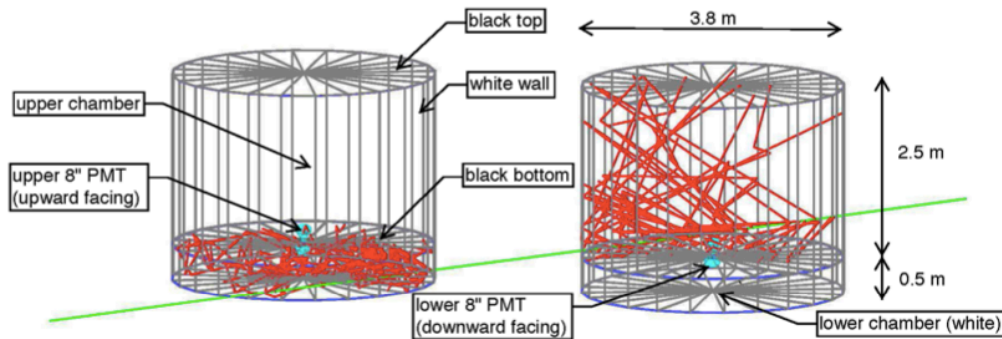 black top
3.8 m
upper chamber
white wall
upper 8" PMT
(upward facing)
black bottom
2.5 m
0.5 m
lower 8" PMT
(downward facing)
lower chamber (white)